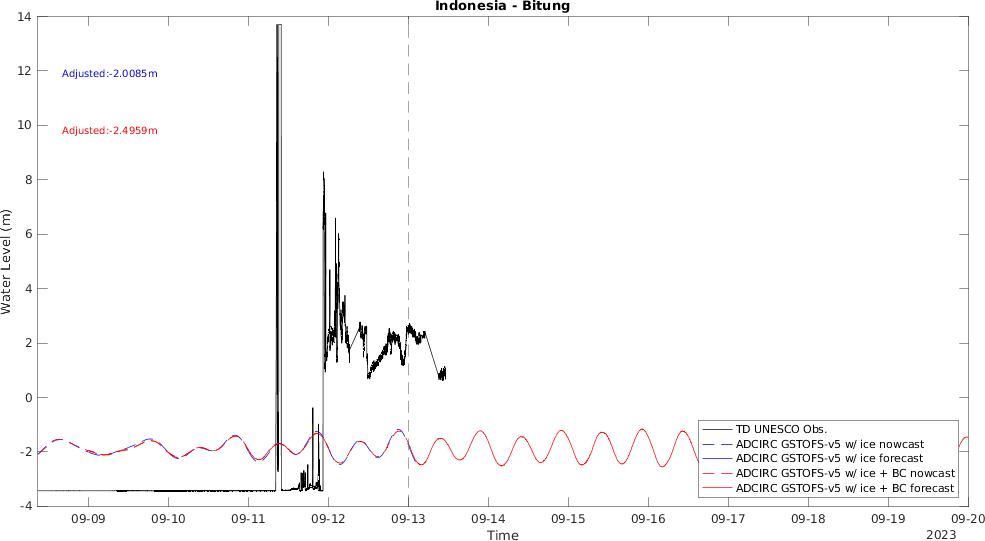 Indonesia - Bitung
14
12
10
8
6
4
2
0
-2
-4
Water Level (m)
Adjusted:-2.0085m
Adjusted:-2.4959m
TD UNESCO Obs.
ADCIRC GSTOFS-v5 w/ ice nowcast
ADCIRC GSTOFS-v5 w/ ice forecast
ADCIRC GSTOFS-v5 w/ ice + BC nowcast
ADCIRC GSTOFS-v5 w/ ice + BC forecast
09-09 09-10 09-11 09-12 09-13 09-14 09-15 09-16 09-17 09-18 09-19 09-20
Time
2023